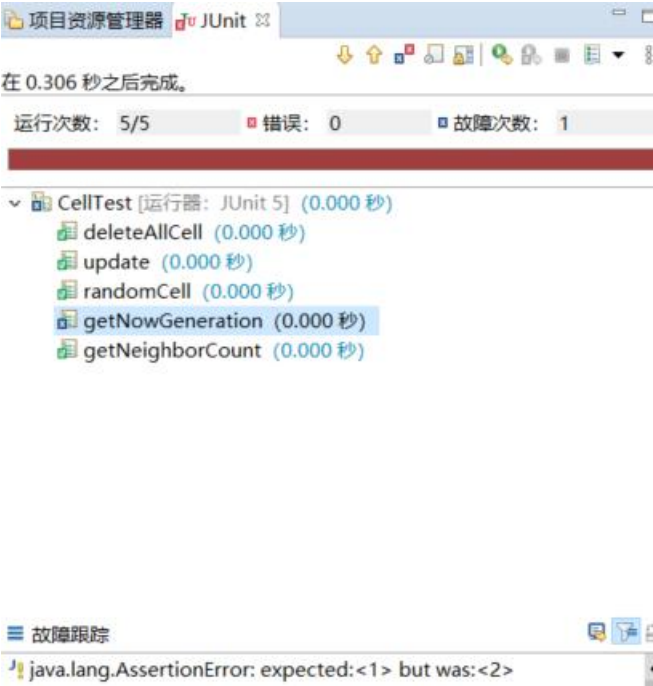 项目资源管理器 JUnit
在 0.306 秒之后完成。
运行次数: 5/5 错误: 0 故障次数: 1
CellTest [运行器: JUnit 5] (0.000 秒)
deleteAllCell (0.000 秒)
update (0.000 秒)
randomCell (0.000 秒)
getNowGeneration (0.000 秒)
getNeighborCount (0.000 秒)
故障跟踪
java.lang.AssertionError: expected:<1> but was:<2>